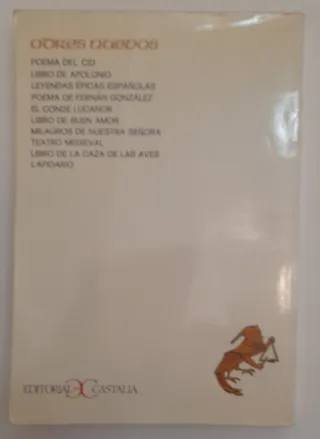 ODRES NUEVOS
POEMA DEL CID
LIBRO DE APOLONIO
LEYENDAS ÉPICAS ESPAÑOLAS
POEMA DE FERNÁN GONZÁLEZ
EL CONDE LUCANOR
LIBRO DE BUEN AMOR
MILAGROS DE NUESTRA SEÑORA
TEATRO MEDIEVAL
LIBRO DE LA CAZA DE LAS AVES
LAPIDARIO
EDITORIAL CASTALIA